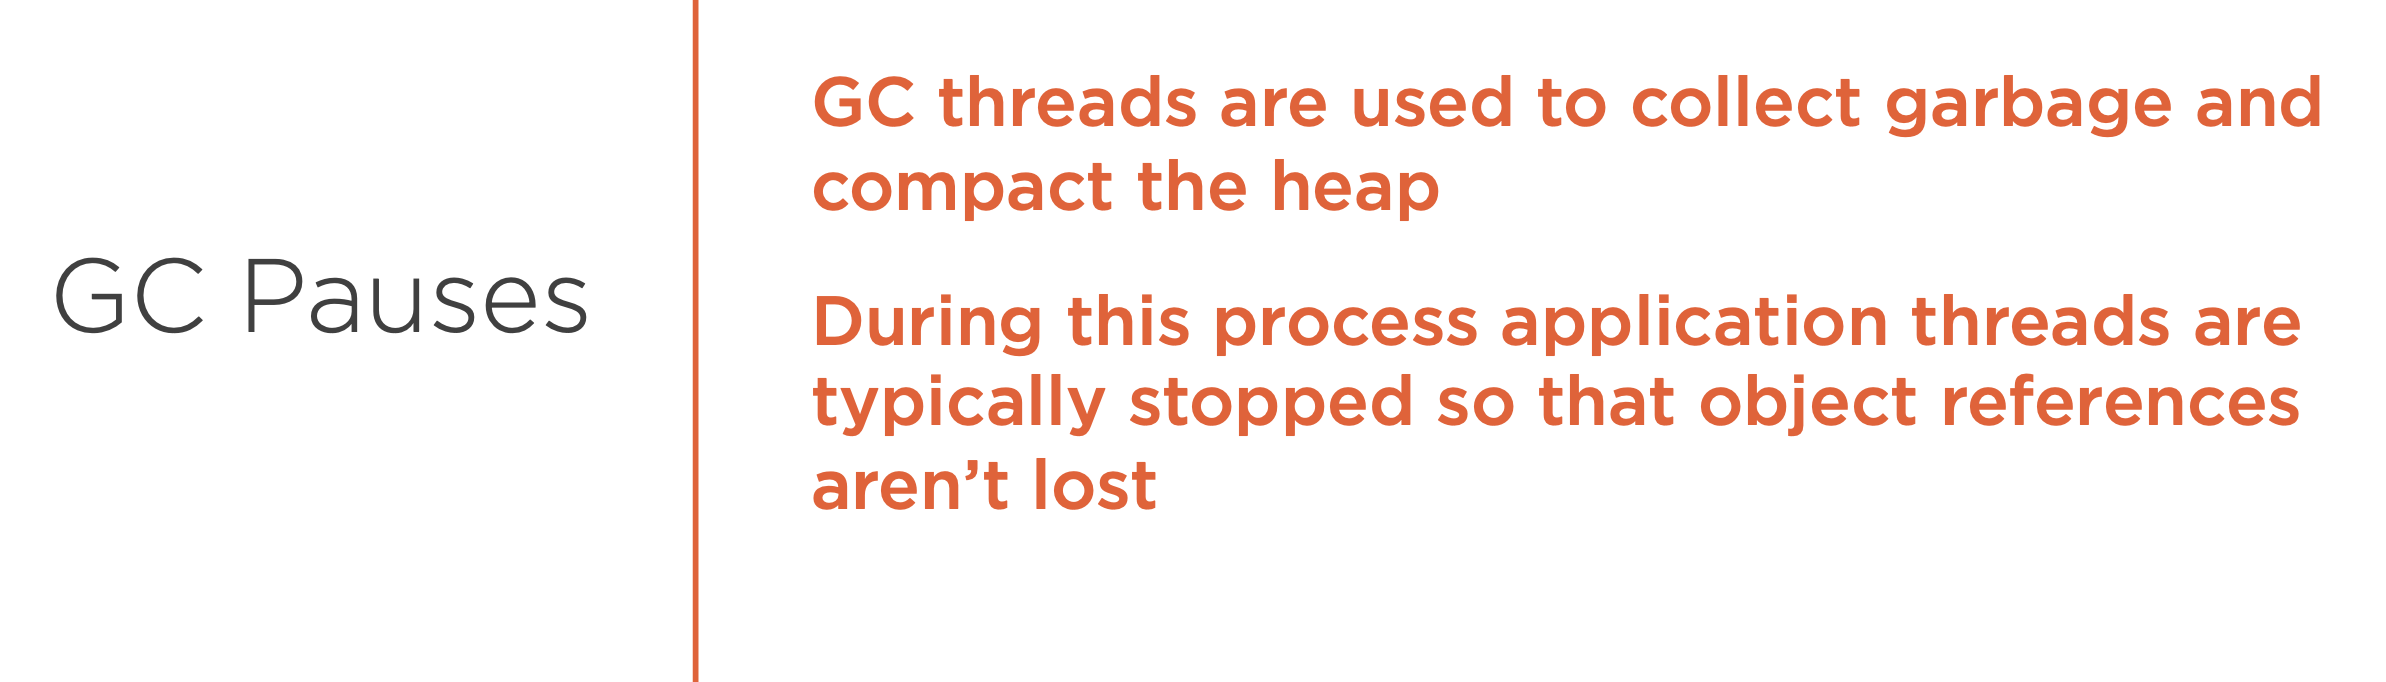 GC Pauses
GC threads are used to collect garbage and
compact the heap
During this process application threads are
typically stopped so that object references
aren’t lost